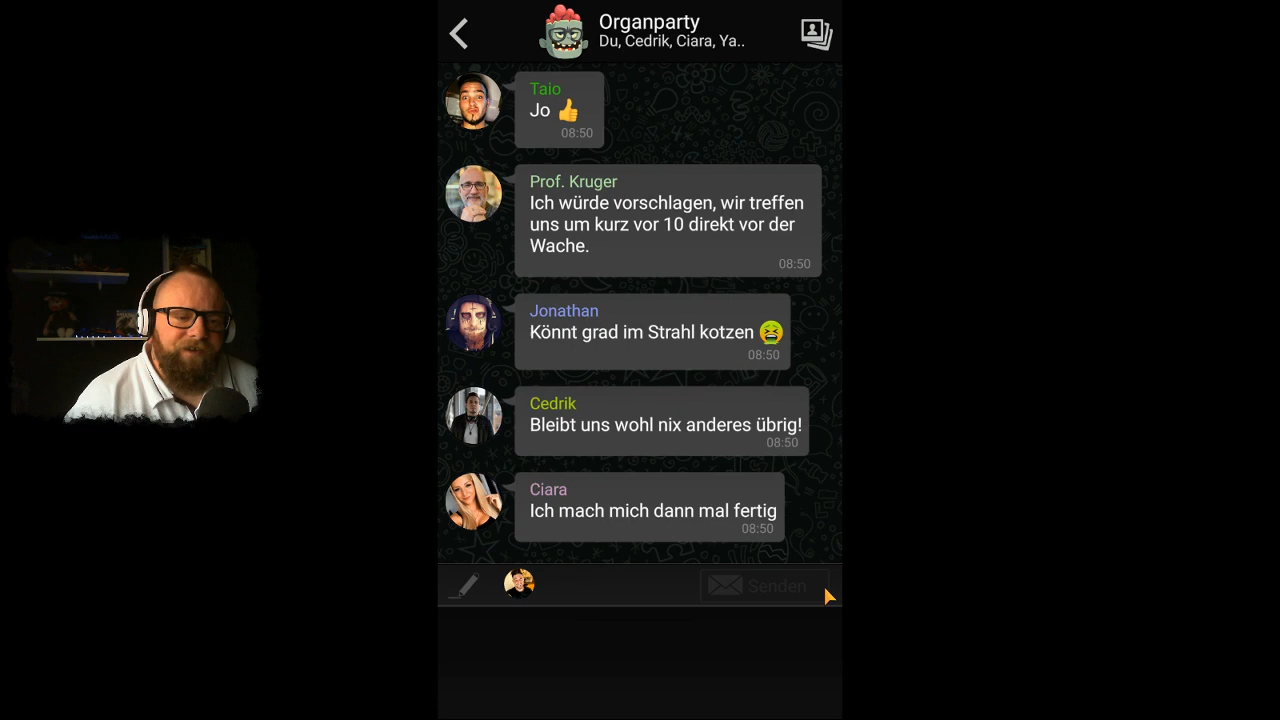 Organparty
Du, Cedrik, Ciara, Ya..
Taio
Jo 👍
08:50
Prof. Kruger
Ich würde vorschlagen, wir treffen
uns um kurz vor 10 direkt vor der
Wache.
08:50
Jonathan
Könnt grad im Strahl kotzen 🤮
08:50
Cedrik
Bleibt uns wohl nix anderes übrig!
08:50
Ciara
Ich mach mich dann mal fertig
08:50
Senden